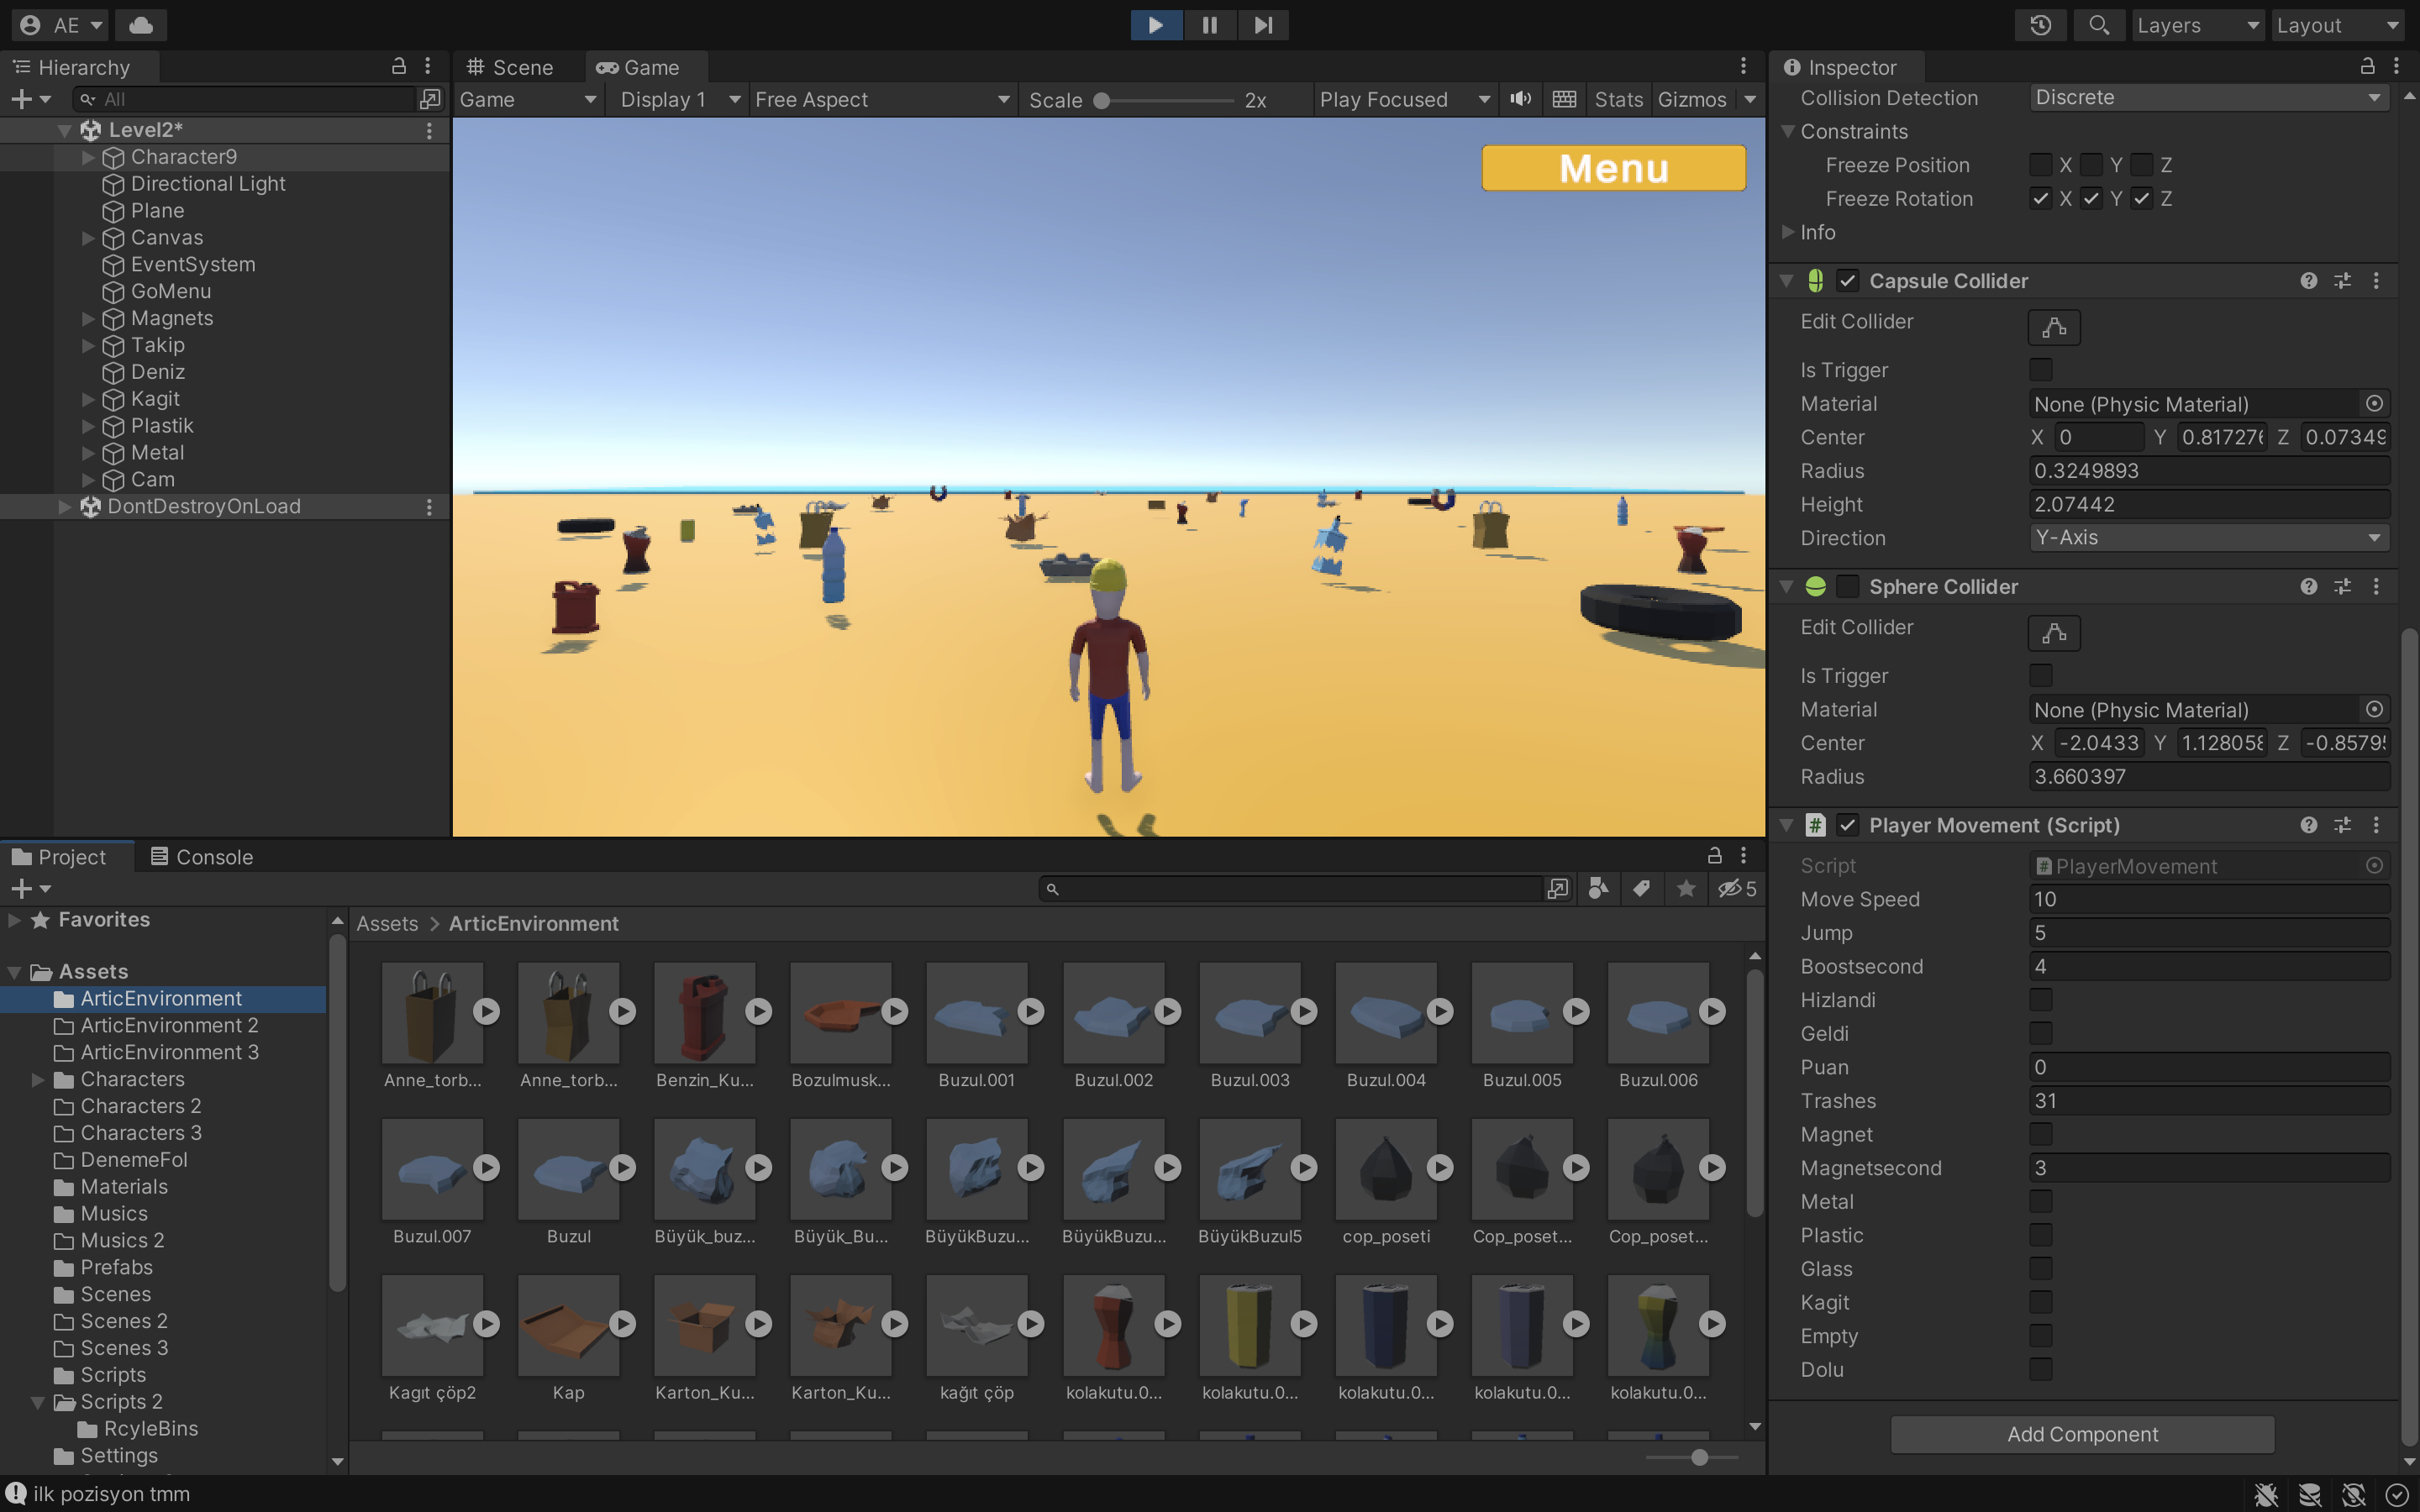 AE
Layers
Layout
Hierarchy
All
Level2*
Character9
Directional Light
Plane
Canvas
EventSystem
GoMenu
Magnets
Takip
Deniz
Kagit
Plastik
Metal
Cam
DontDestroyOnLoad
Scene
Game
Game
Display 1
Free Aspect
Scale
2x
Play Focused
Stats
Gizmos
Menu
Inspector
Collision Detection
Discrete
Constraints
Freeze Position
X Y Z
Freeze Rotation
X Y Z
Info
Capsule Collider
Edit Collider
Is Trigger
Material
None (Physic Material)
Center
X 0 Y 0.817276 Z 0.07349
Radius
0.3249893
Height
2.07442
Direction
Y-Axis
Sphere Collider
Edit Collider
Is Trigger
Material
None (Physic Material)
Center
X -2.0433 Y 1.128058 Z -0.85795
Radius
3.660397
Player Movement (Script)
Script
PlayerMovement
Move Speed
10
Jump
5
Boostsecond
4
Hizlandi
Geldi
Puan
0
Trashes
31
Magnet
Magnetsecond
3
Metal
Plastic
Glass
Kagit
Empty
Dolu
Add Component
Project
Console
5
Favorites
Assets
ArticEnvironment
ArticEnvironment 2
ArticEnvironment 3
Characters
Characters 2
Characters 3
DenemeFol
Materials
Musics
Musics 2
Prefabs
Scenes
Scenes 2
Scenes 3
Scripts
Scripts 2
RcyleBins
Settings
Assets > ArticEnvironment
Anne_torb... Anne_torb... Benzin_Ku... Bozulmusk... Buzul.001 Buzul.002 Buzul.003 Buzul.004 Buzul.005 Buzul.006
Buzul.007 Buzul Büyük_buz... Büyük_Bu... BüyükBuzu... BüyükBuzu... BüyükBuzul5 cop_poseti Cop_poset... Cop_poset...
Kagıt çöp2 Kap Karton_Ku... Karton_Ku... kağıt çöp kolakutu.0... kolakutu.0... kolakutu.0... kolakutu.0... kolakutu.0...
ilk pozisyon tmm